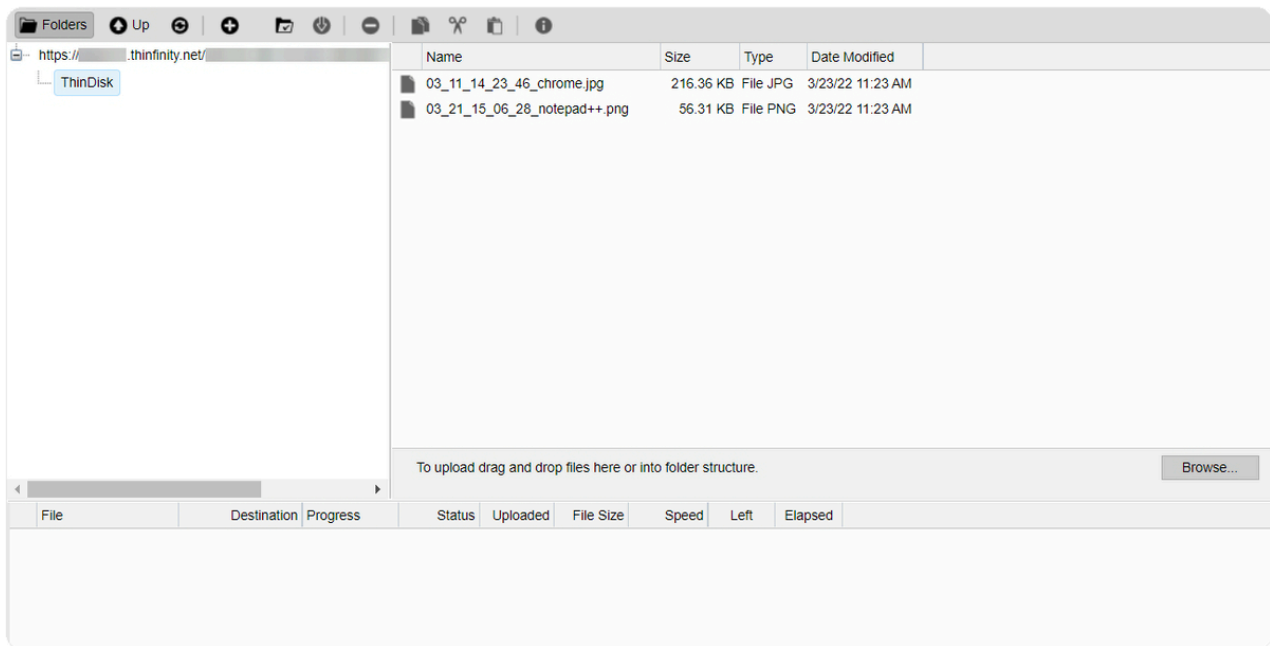 Folders Up
https:// .thinfinity.net/
ThinDisk
Name Size Type Date Modified
03_11_14_23_46_chrome.jpg 216.36 KB File JPG 3/23/22 11:23 AM
03_21_15_06_28_notepad++.png 56.31 KB File PNG 3/23/22 11:23 AM
To upload drag and drop files here or into folder structure. Browse...
File Destination Progress Status Uploaded File Size Speed Left Elapsed